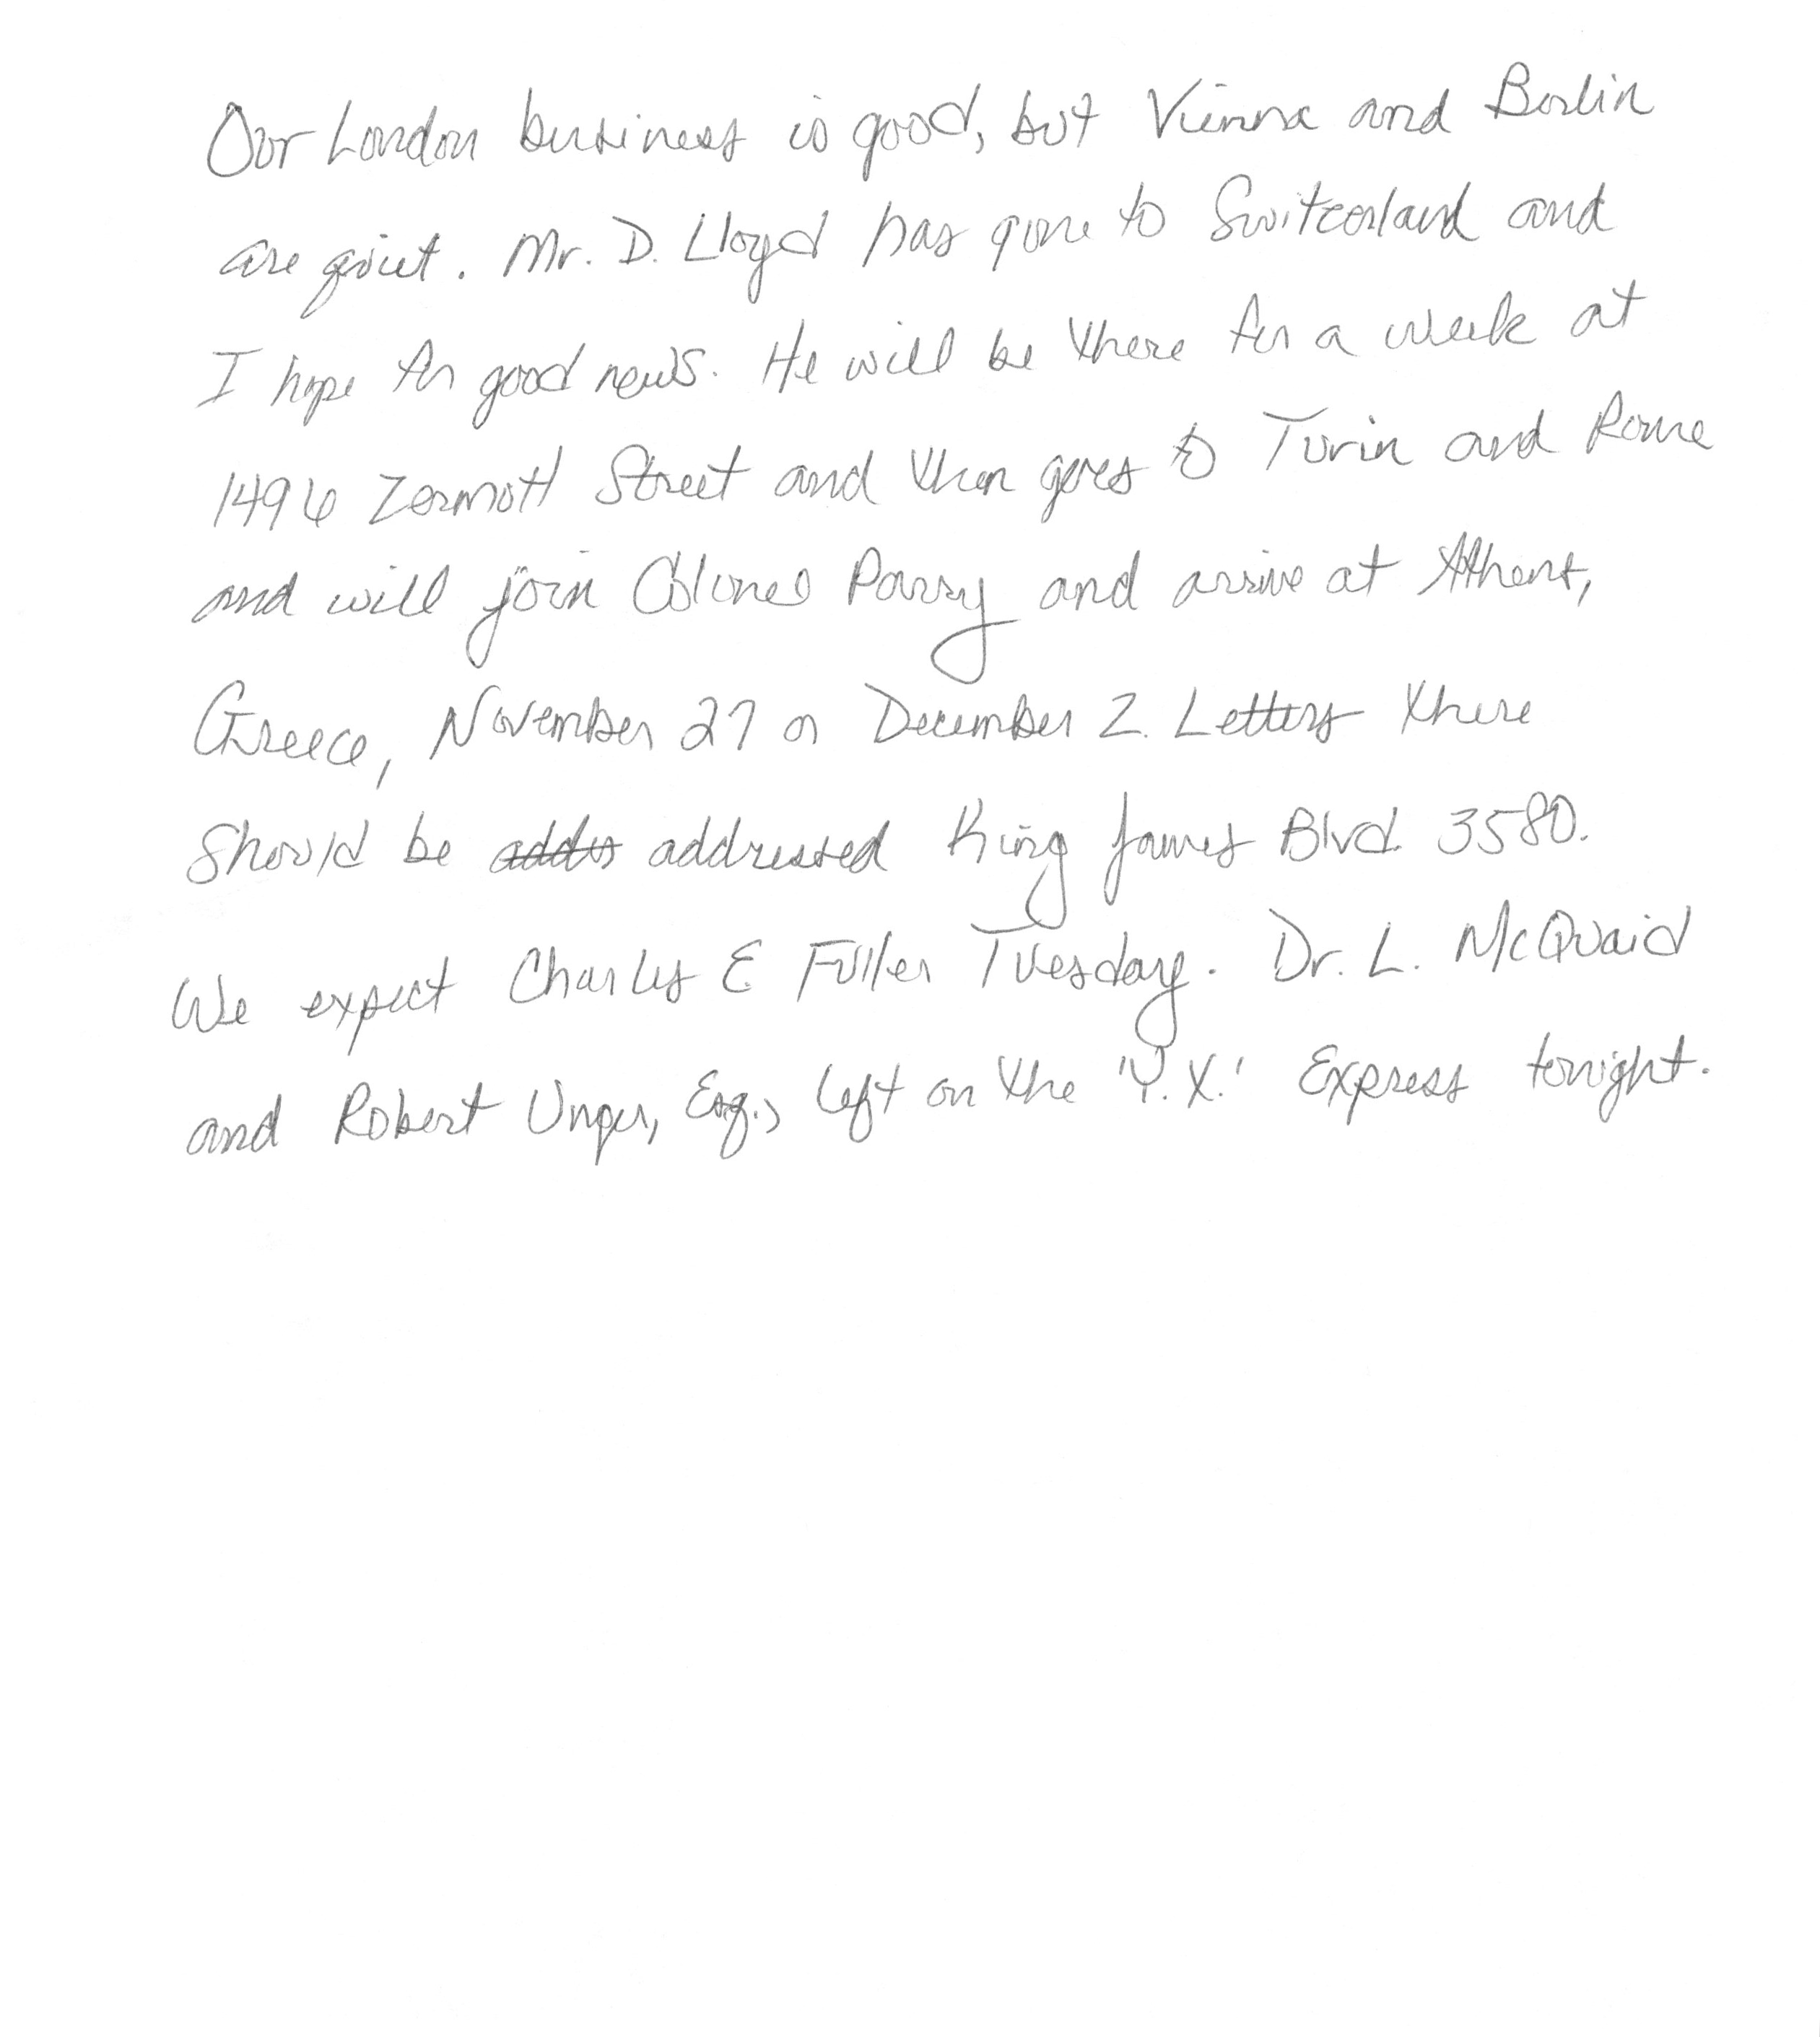 Our London business is good, but Vienna and Berlin
are quiet. Mr. D. Lloyd has gone to Switzerland and
I hope for good news. He will be there for a week at
1496 Zermott Street and then goes to Turin and Rome
and will join Colonel Parry and arrive at Athens,
Greece, November 27 or December 2. Letters there
should be addressed King James Blvd. 3580.
We expect Charles E. Fuller Tuesday. Dr. L. McQuaid
and Robert Unger, Esq., left on the 'Y.X.' Express tonight.